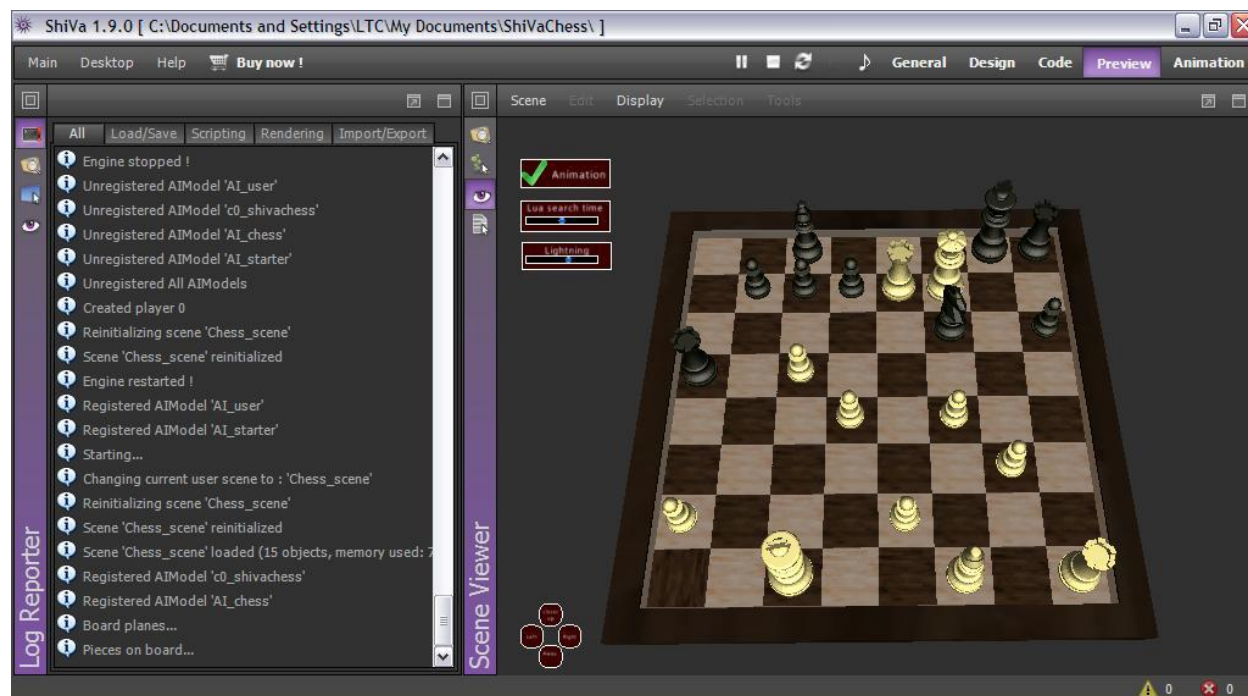 ShiVa 1.9.0 [ C:\Documents and Settings\LTC\My Documents\ShiVaChess\ ]
Main Desktop Help Buy now ! General Design Code Preview Animation
Scene Edit Display Selection Tools
All Load/Save Scripting Rendering Import/Export
Engine stopped !
Unregistered AIModel 'AI_user'
Unregistered AIModel 'c0_shivachess'
Unregistered AIModel 'AI_chess'
Unregistered AIModel 'AI_starter'
Unregistered All AIModels
Created player 0
Reinitializing scene 'Chess_scene'
Scene 'Chess_scene' reinitialized
Engine restarted !
Registered AIModel 'AI_user'
Registered AIModel 'AI_starter'
Starting...
Changing current user scene to : 'Chess_scene'
Reinitializing scene 'Chess_scene'
Scene 'Chess_scene' reinitialized
Scene 'Chess_scene' loaded (15 objects, memory used: 7
Registered AIModel 'c0_shivachess'
Registered AIModel 'AI_chess'
Board planes...
Pieces on board...
Log Reporter
Scene Viewer
Animation
Lua search time
Lightning
Left Right
0 0